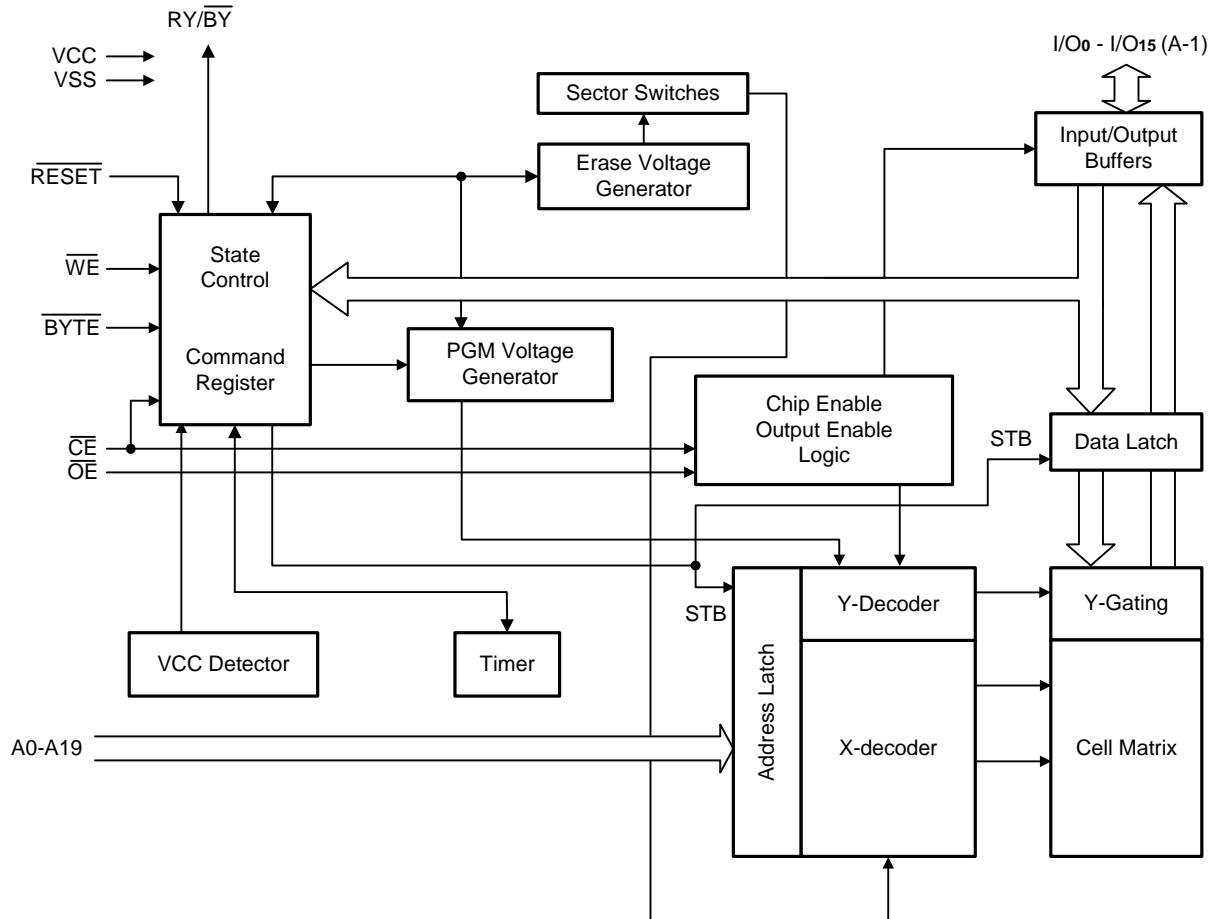 RY/BY
VCC
VSS
I/O0 - I/O15 (A-1)
Sector Switches
Input/Output
Buffers
Erase Voltage
Generator
RESET
State
Control
WE
BYTE
PGM Voltage
Generator
Command
Register
Chip Enable
Output Enable
Logic
CE
OE
STB
Data Latch
STB
Y-Decoder
Y-Gating
VCC Detector
Timer
Address Latch
A0-A19
X-decoder
Cell Matrix